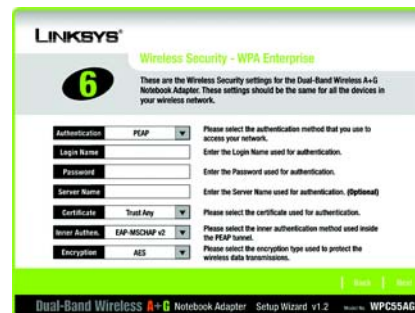 LINKSYS®
Wireless Security - WPA Enterprise
6
These are the Wireless Security settings for the Dual-Band Wireless A+G
Notebook Adapter. These settings should be the same for all the devices in
your wireless network.
Authentication PEAP Please select the authentication method that you use to
access your network.
Login Name Enter the Login Name used for authentication.
Password Enter the Password used for authentication.
Server Name Enter the Server Name used for authentication. (Optional)
Certificate Trust Any Please select the certificate used for authentication.
Inner Authen. EAP-MSCHAP v2 Please select the inner authentication method used inside
the PEAP tunnel.
Encryption AES Please select the encryption type used to protect the
wireless data transmissions.
Back Next
Dual-Band Wireless A+G Notebook Adapter Setup Wizard v1.2 Model No. WPC55AG